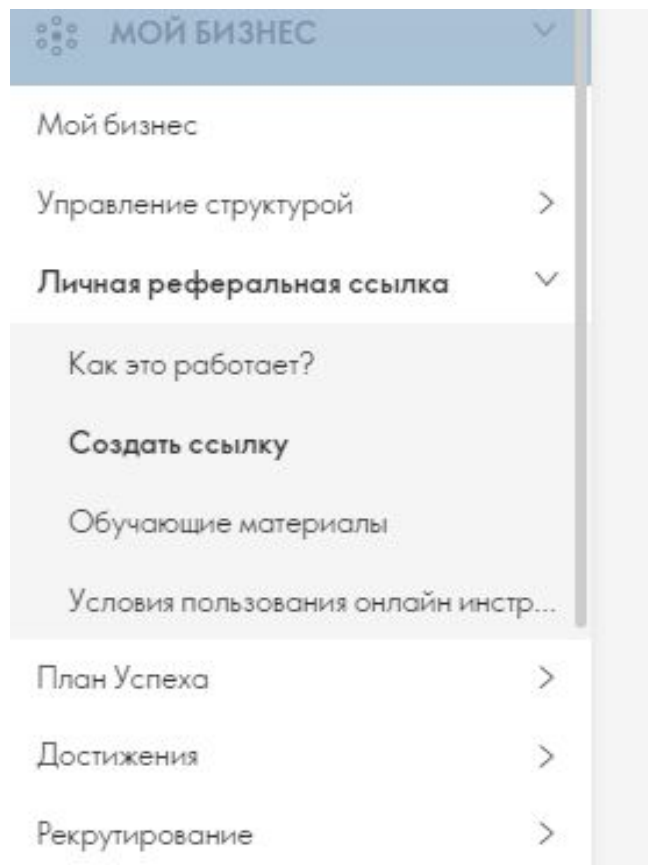 МОЙ БИЗНЕС
Мой бизнес
Управление структурой
Личная реферальная ссылка
Как это работает?
Создать ссылку
Обучающие материалы
Условия пользования онлайн инстр...
План Успеха
Достижения
Рекрутирование